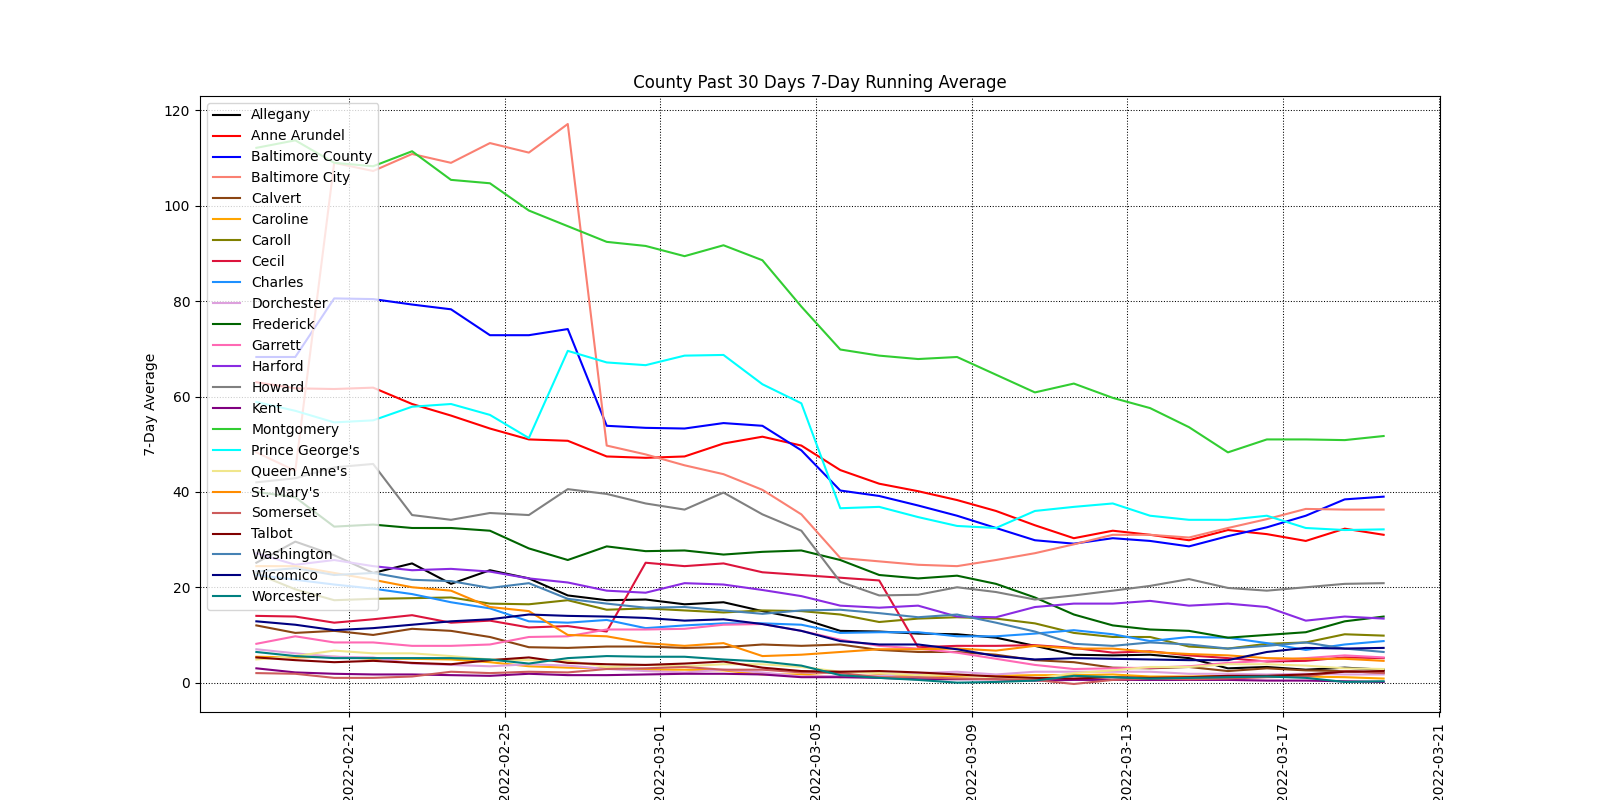 County Past 30 Days 7-Day Running Average
7-Day Average
120
100
80
60
40
20
0
Allegany
Anne Arundel
Baltimore County
Baltimore City
Calvert
Caroline
Caroll
Cecil
Charles
Dorchester
Frederick
Garrett
Harford
Howard
Kent
Montgomery
Prince George's
Queen Anne's
St. Mary's
Somerset
Talbot
Washington
Wicomico
Worcester
2022-02-21
2022-02-25
2022-03-01
2022-03-05
2022-03-09
2022-03-13
2022-03-17
2022-03-21